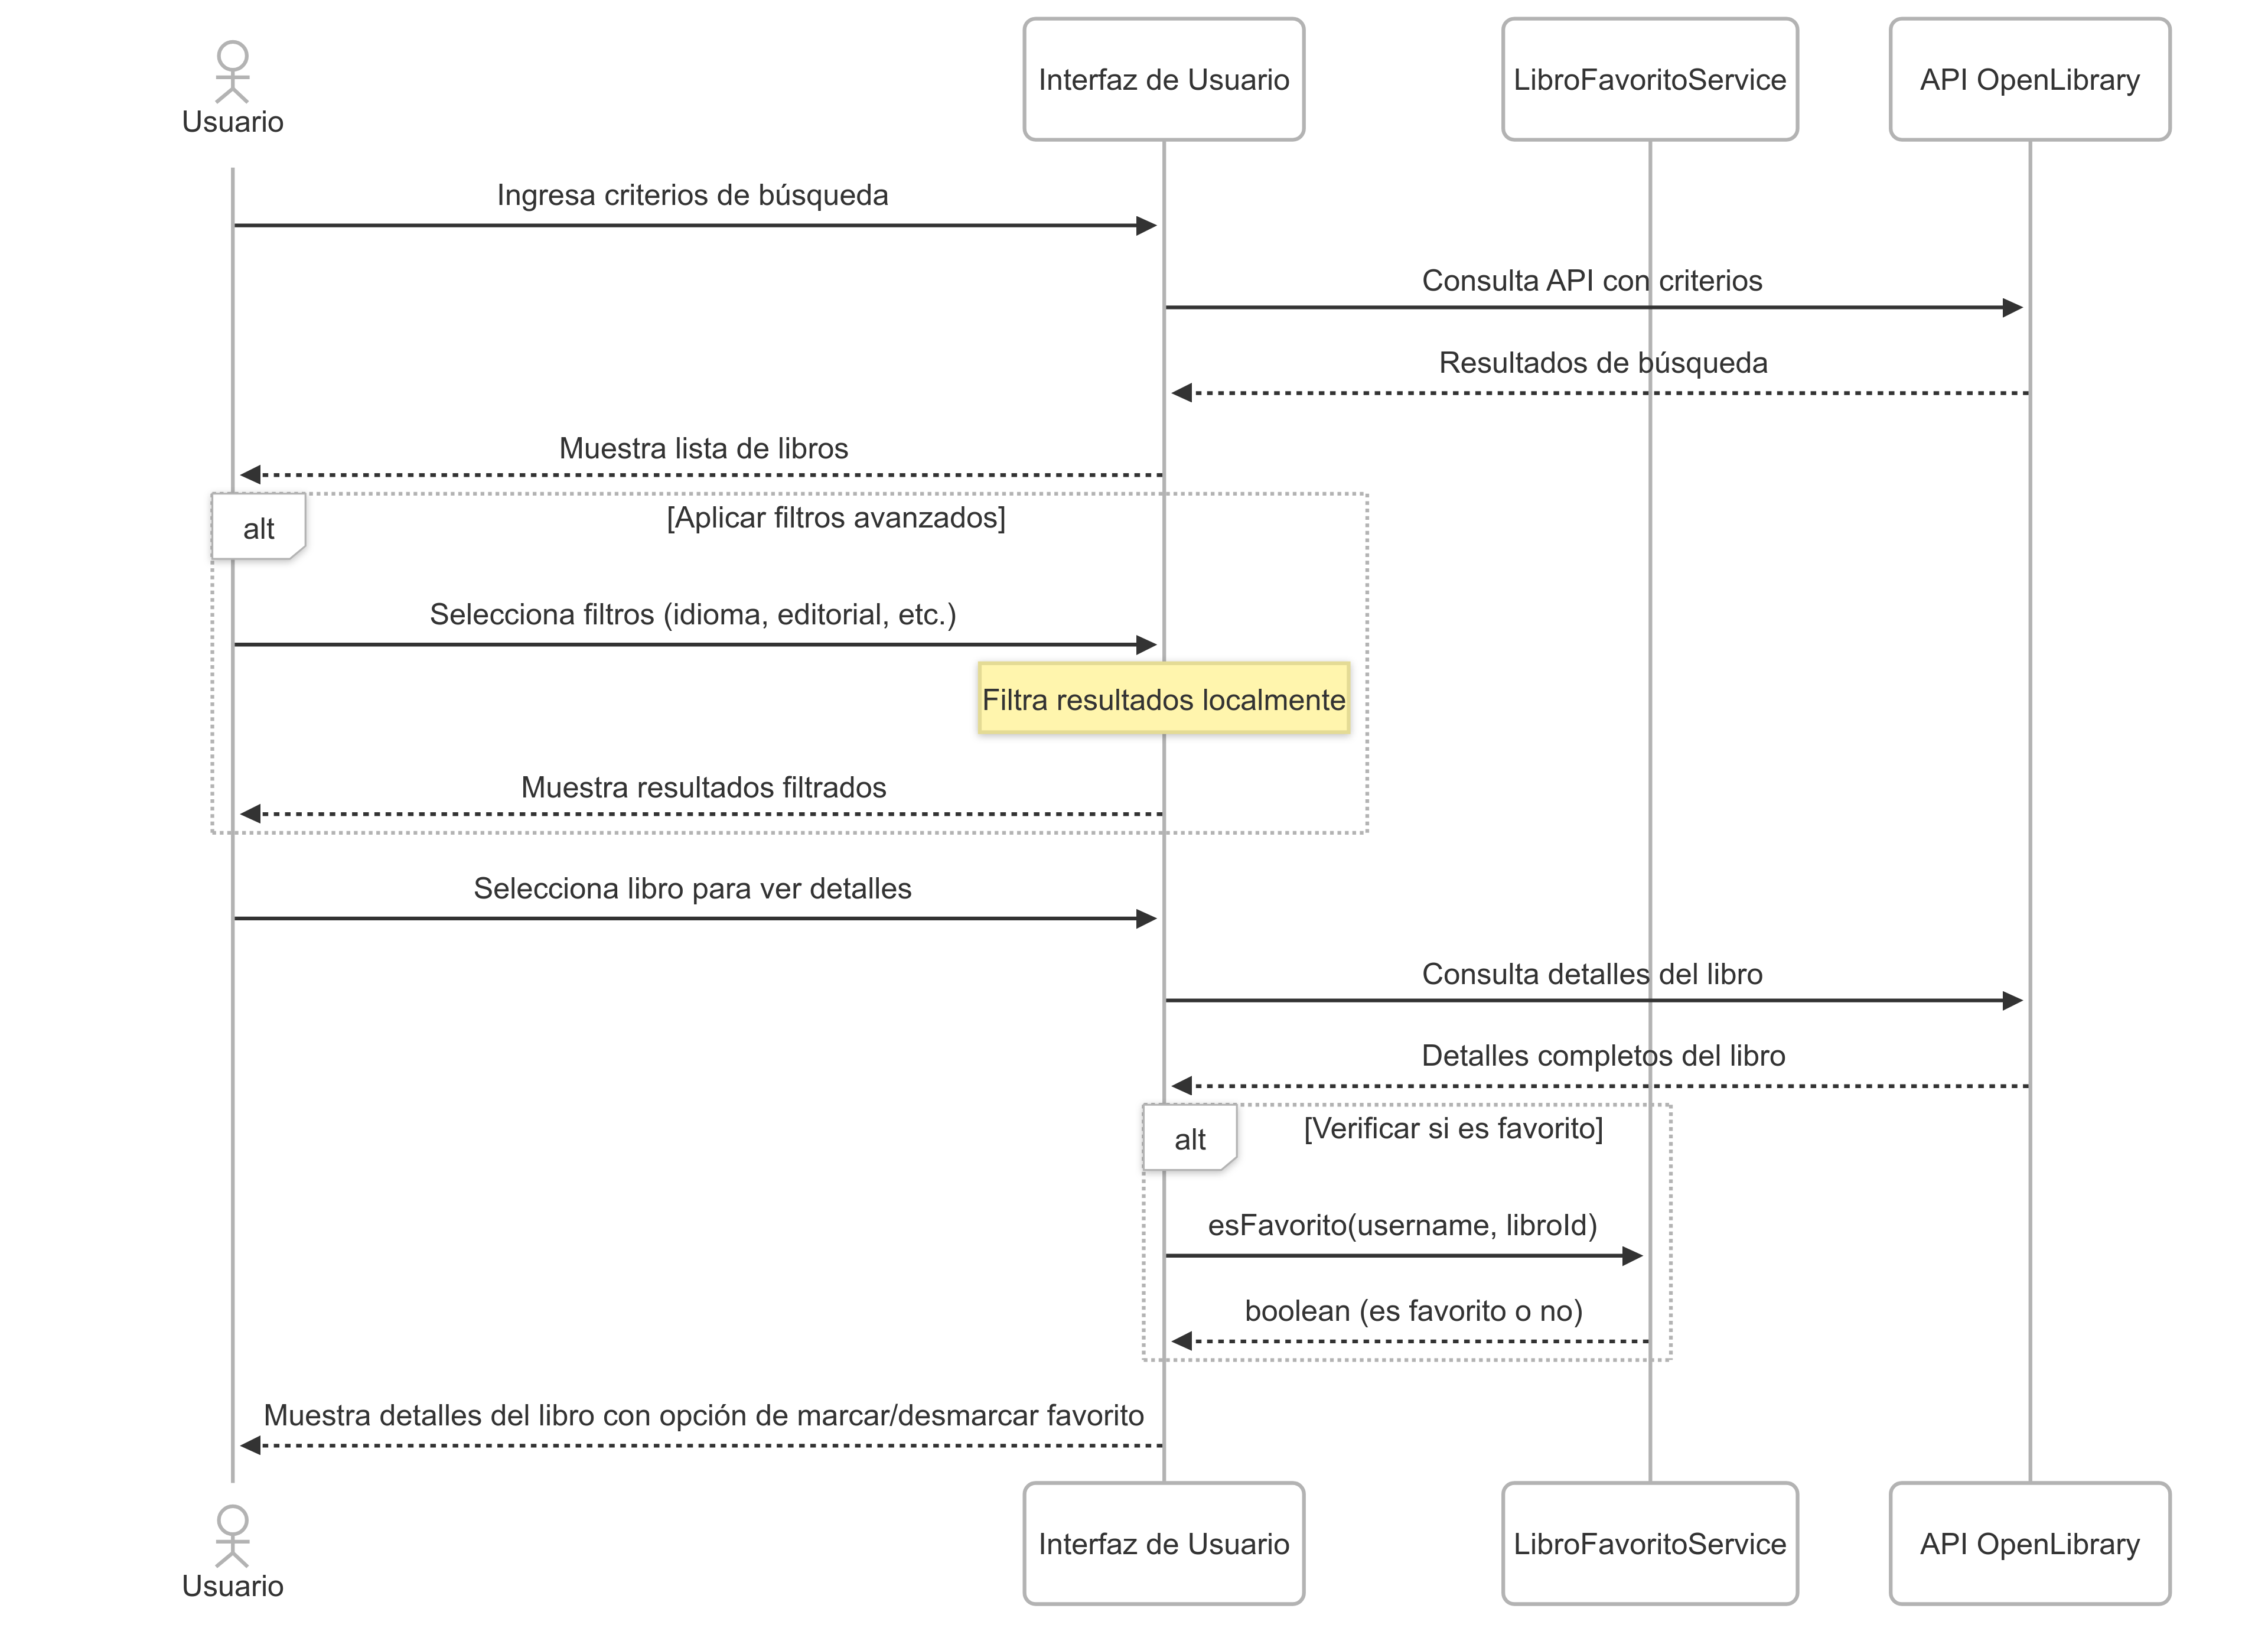 Usuario
Interfaz de Usuario
LibroFavoritoService
API OpenLibrary
Ingresa criterios de búsqueda
Consulta API con criterios
Resultados de búsqueda
Muestra lista de libros
alt
[Aplicar filtros avanzados]
Selecciona filtros (idioma, editorial, etc.)
Filtra resultados localmente
Muestra resultados filtrados
Selecciona libro para ver detalles
Consulta detalles del libro
Detalles completos del libro
alt
[Verificar si es favorito]
esFavorito(username, libroId)
boolean (es favorito o no)
Muestra detalles del libro con opción de marcar/desmarcar favorito
Usuario
Interfaz de Usuario
LibroFavoritoService
API OpenLibrary